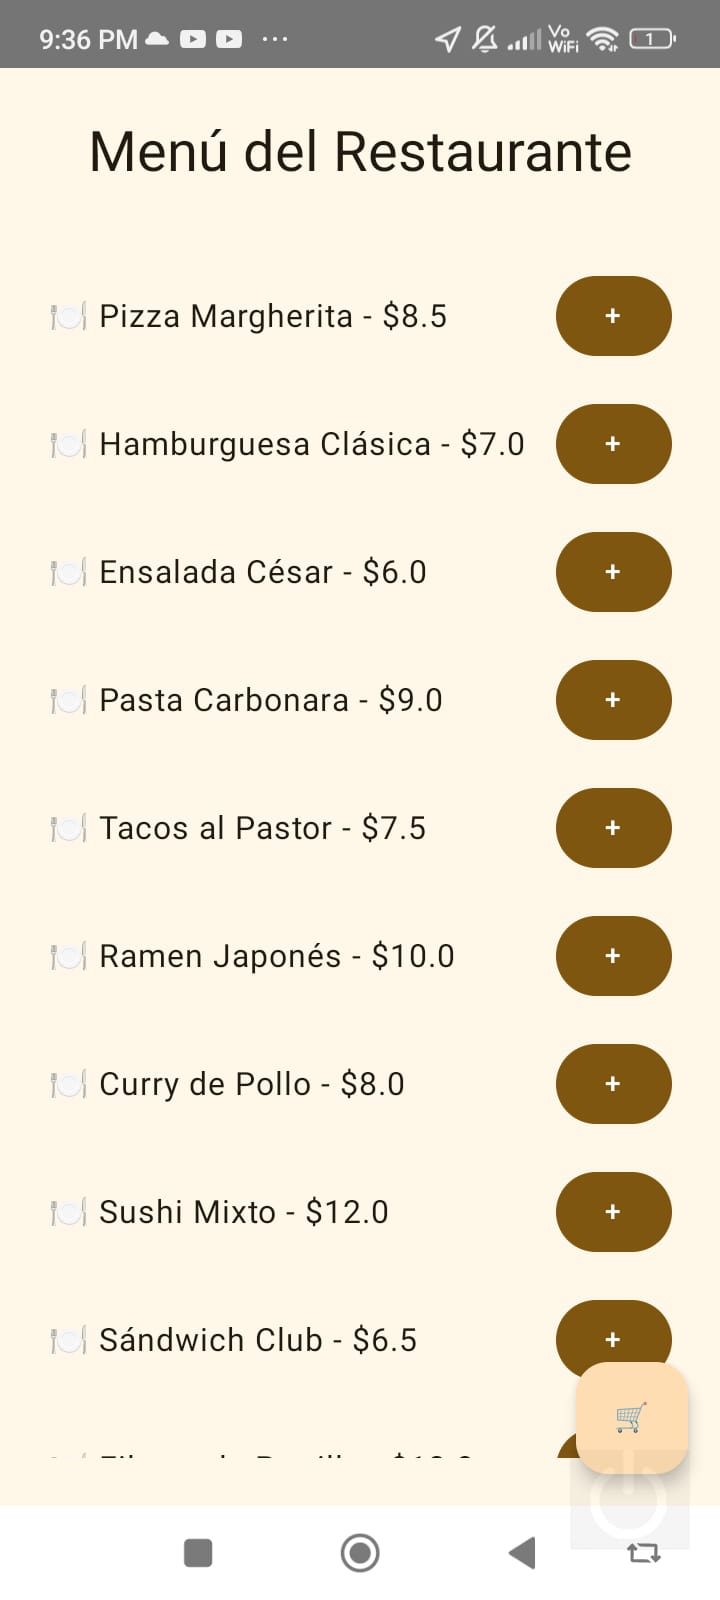 9:36 PM
Vo WiFi
1
Menú del Restaurante
Pizza Margherita - $8.5 +
Hamburguesa Clásica - $7.0 +
Ensalada César - $6.0 +
Pasta Carbonara - $9.0 +
Tacos al Pastor - $7.5 +
Ramen Japonés - $10.0 +
Curry de Pollo - $8.0 +
Sushi Mixto - $12.0 +
Sándwich Club - $6.5 +